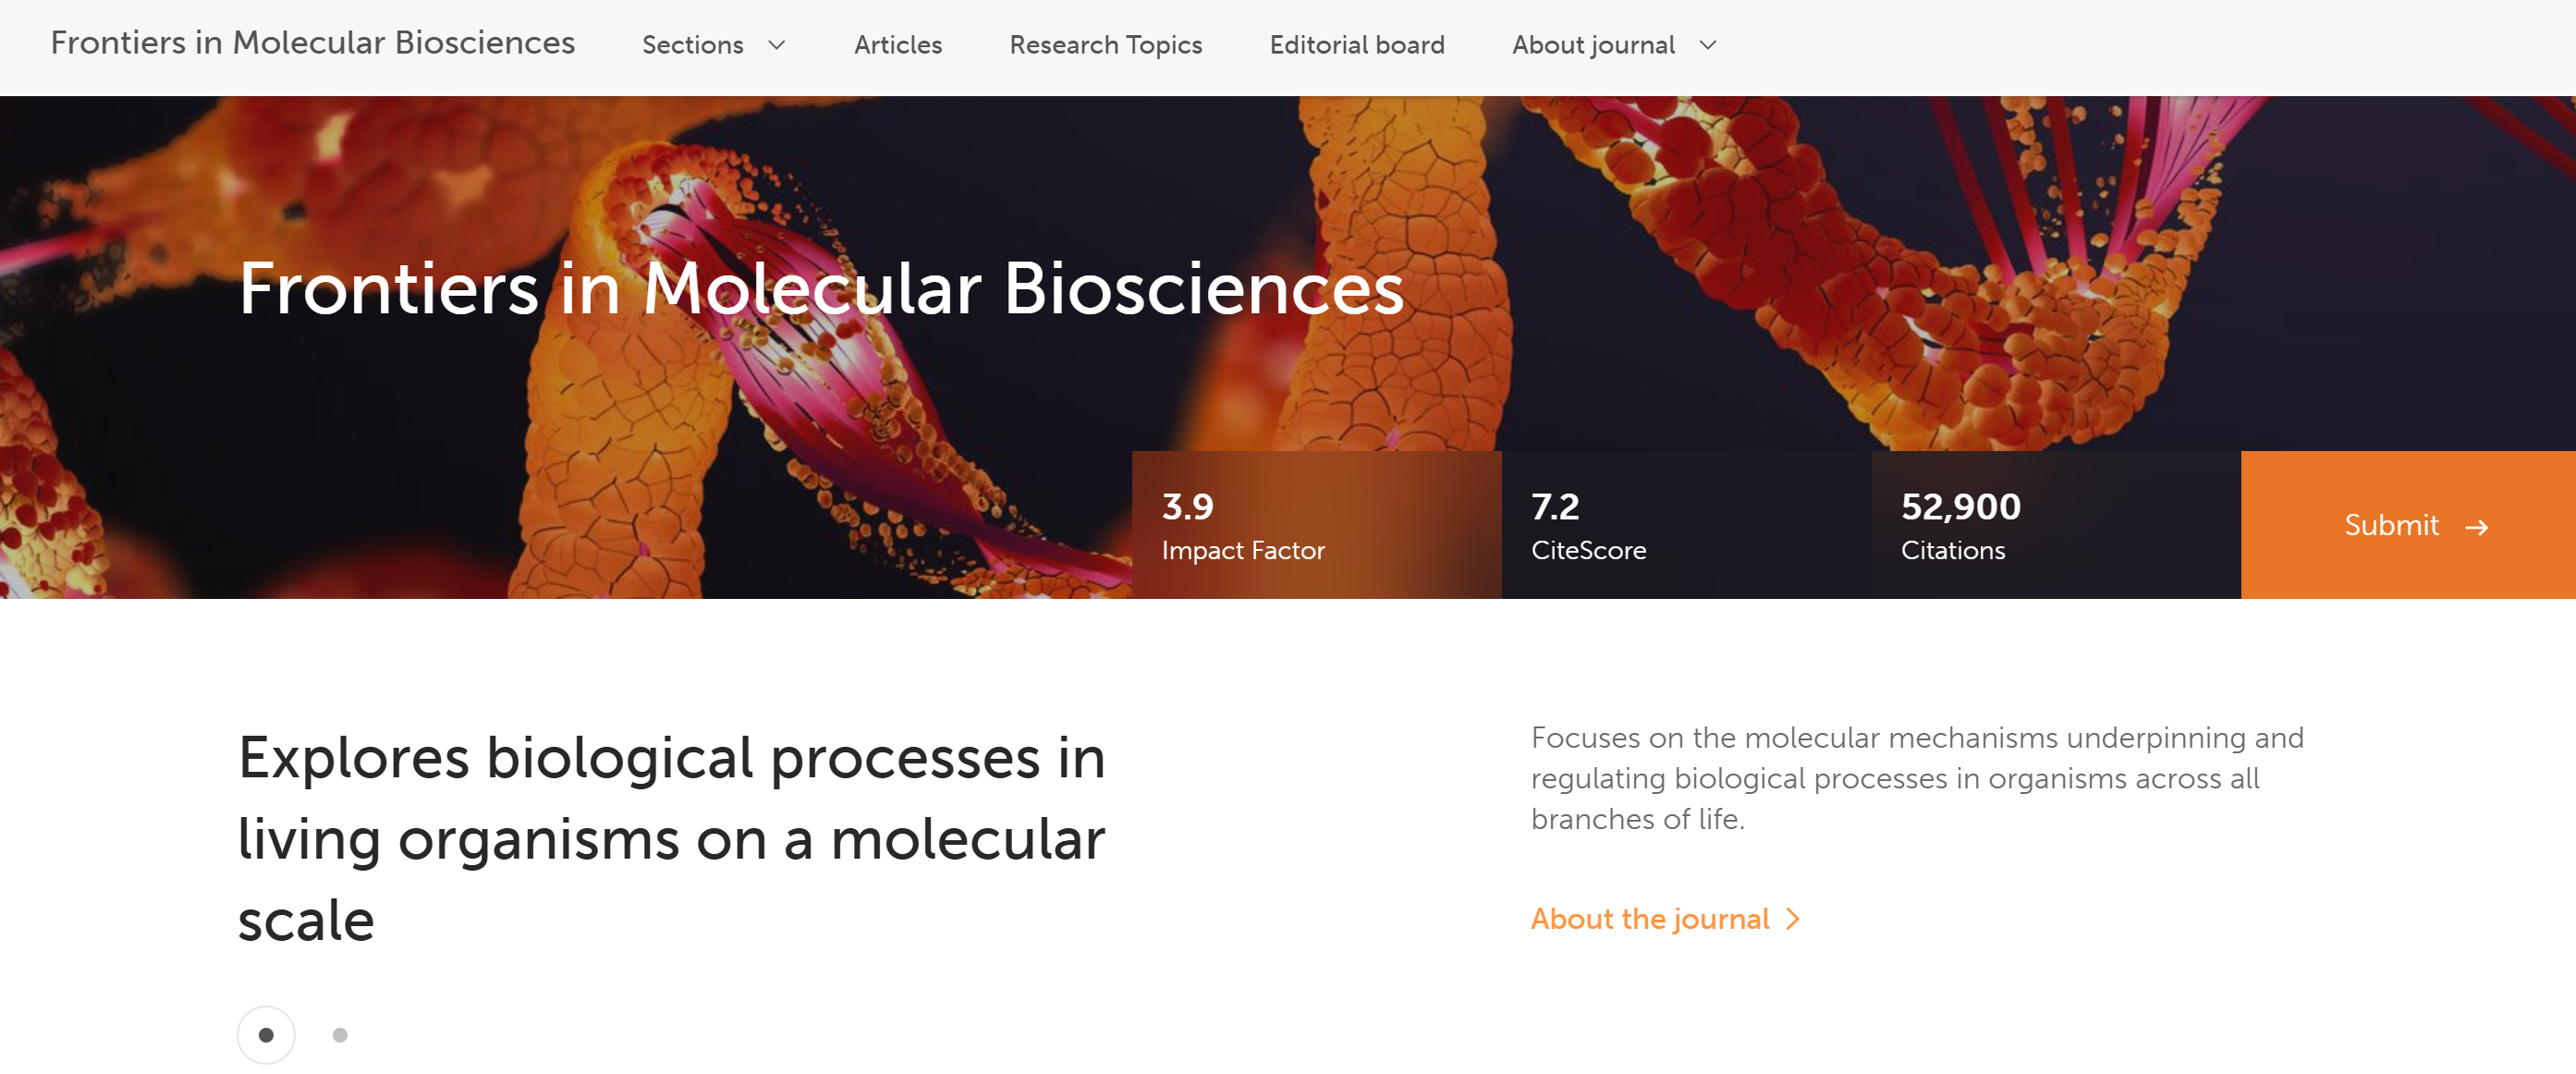 Frontiers in Molecular Biosciences
Sections
Articles
Research Topics
Editorial board
About journal
Frontiers in Molecular Biosciences
3.9
Impact Factor
7.2
CiteScore
52,900
Citations
Submit
Explores biological processes in
living organisms on a molecular
scale
Focuses on the molecular mechanisms underpinning and
regulating biological processes in organisms across all
branches of life.
About the journal